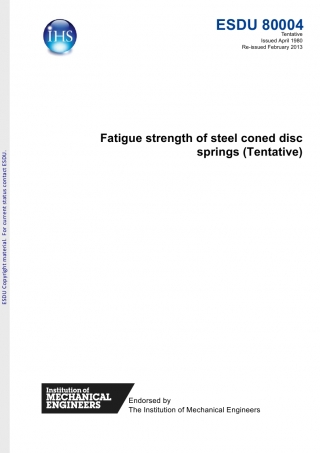 IHS
ESDU 80004
Tentative
Issued April 1980
Re-issued February 2013
Fatigue strength of steel coned disc
springs (Tentative)
ESDU Copyright material. For current status contact ESDU.
Institution of
MECHANICAL
ENGINEERS
Endorsed by
The Institution of Mechanical Engineers